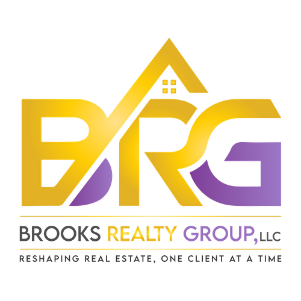 BRG
BROOKS REALTY GROUP,LLC
RESHAPING REAL ESTATE, ONE CLIENT AT A TIME